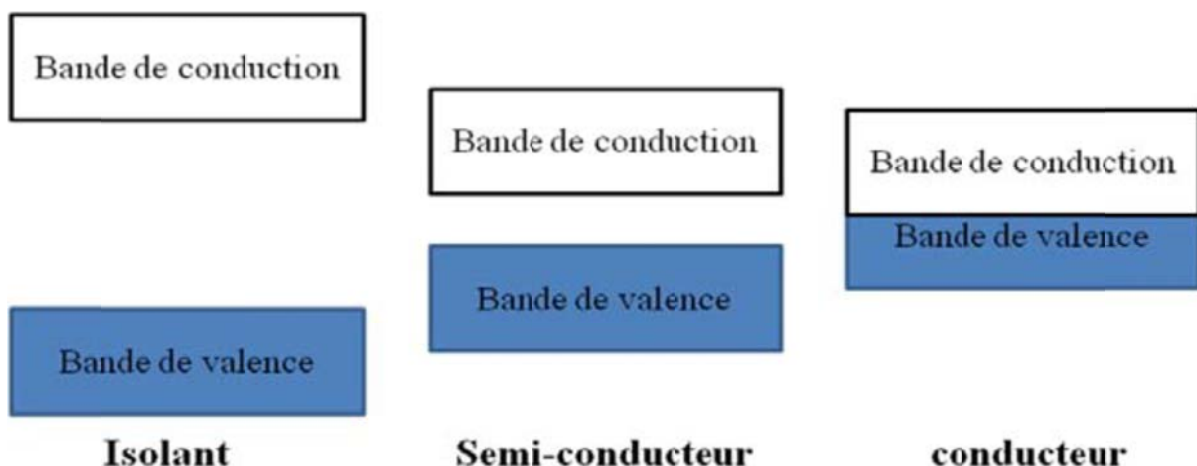 Bande de conduction
Bande de conduction
Bande de conduction
Bande de valence
Bande de valence
Bande de valence
Isolant
Semi-conducteur
conducteur